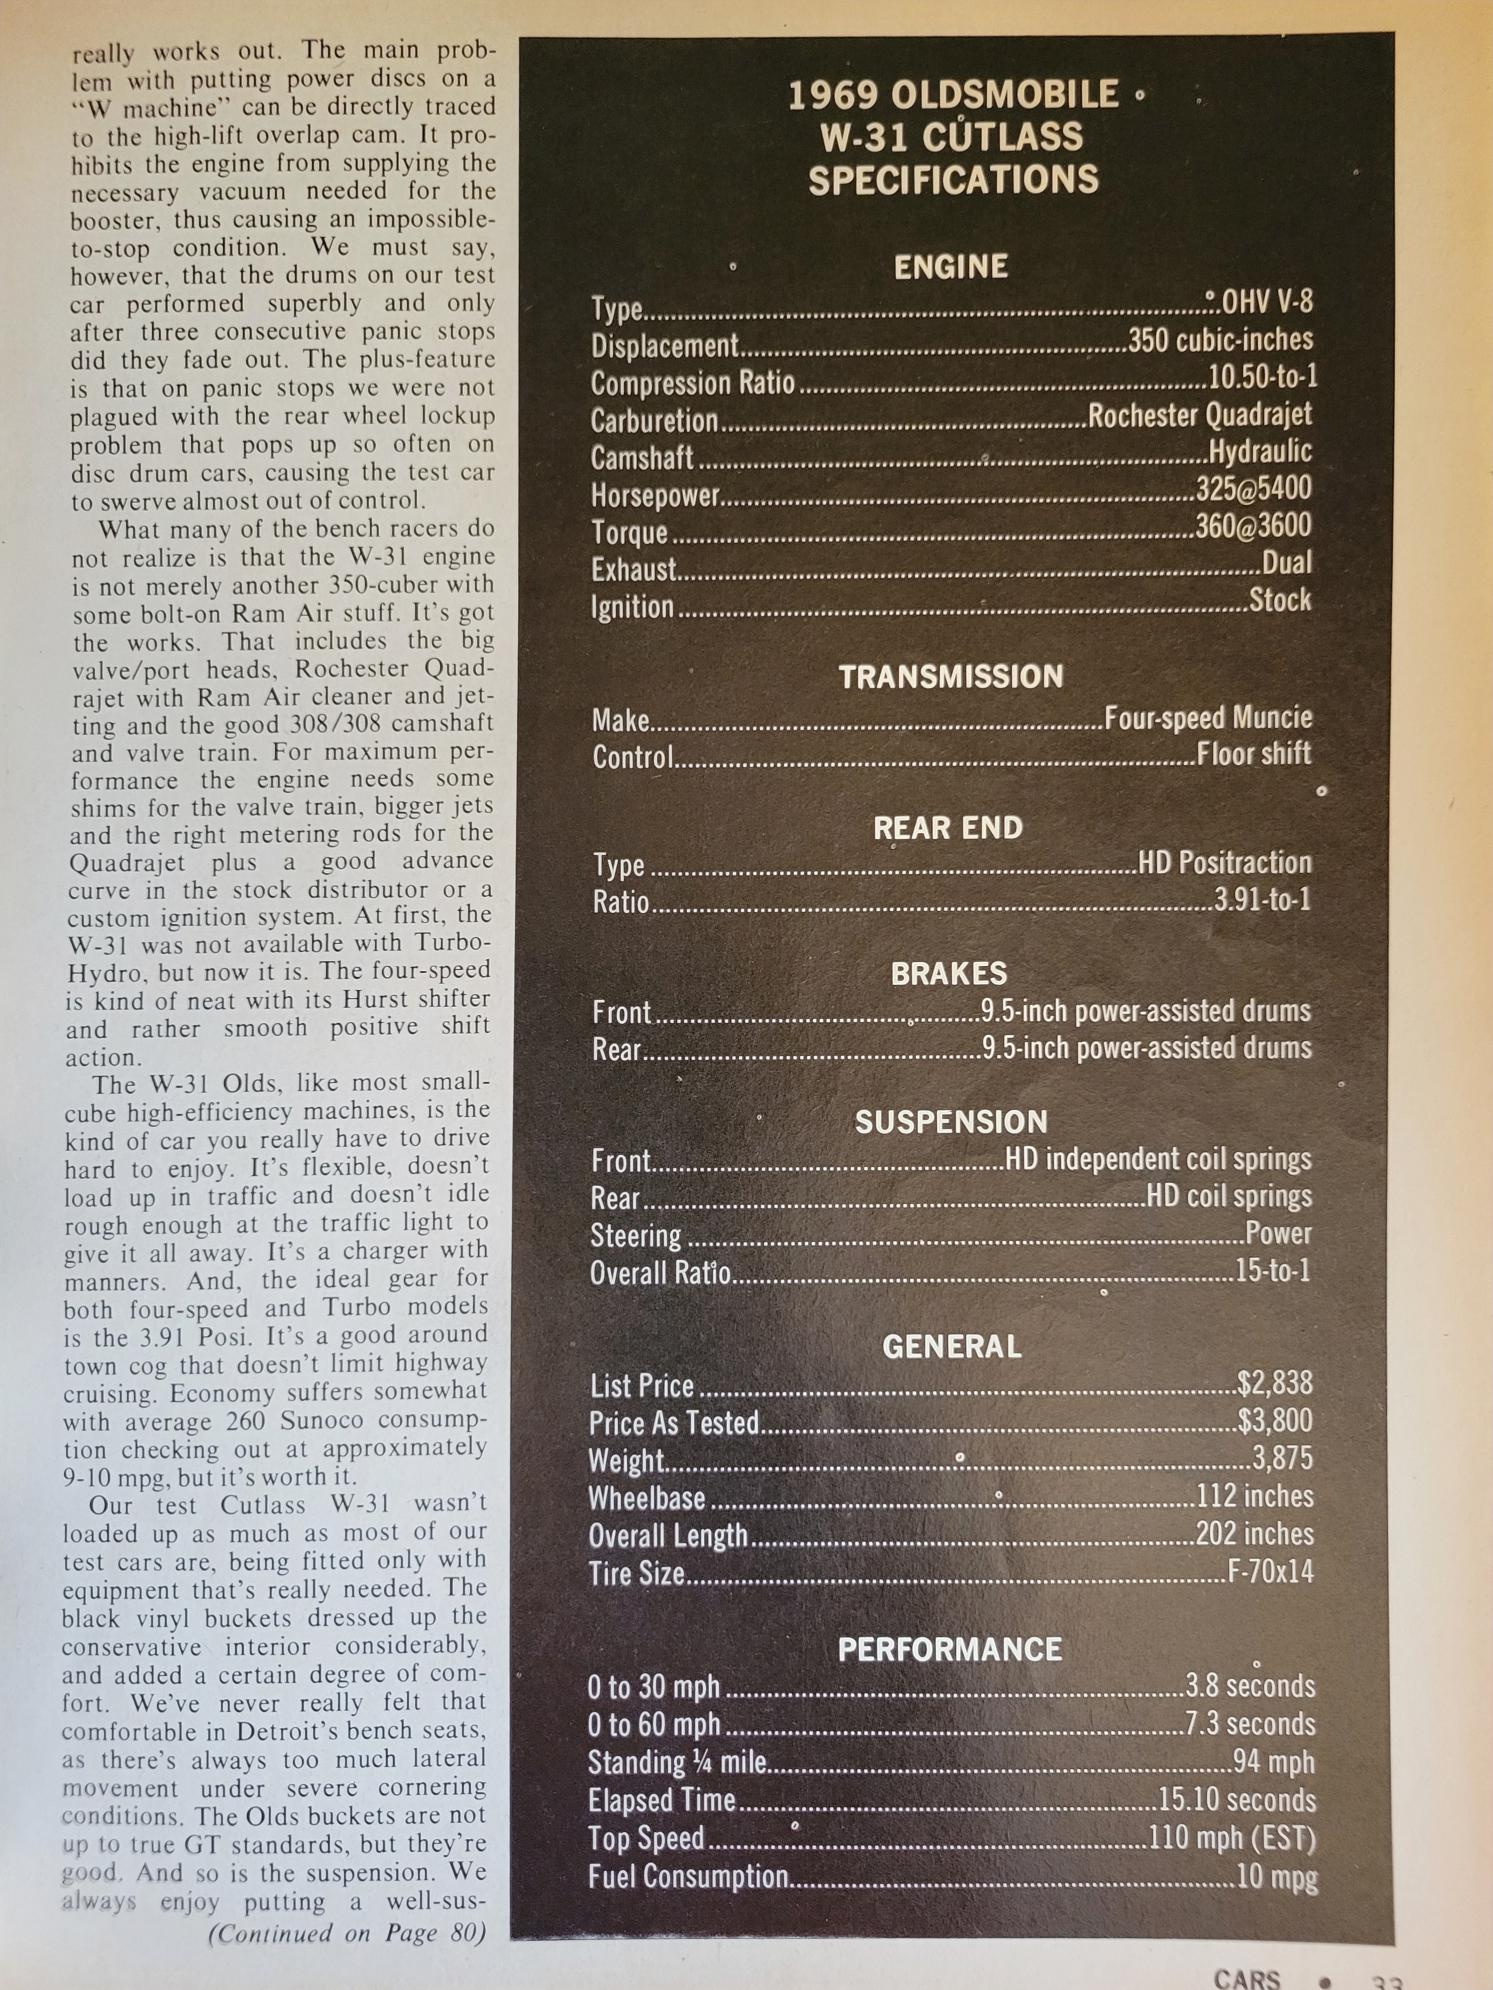 really works out. The main prob-
lem with putting power discs on a
“W machine” can be directly traced
to the high-lift overlap cam. It pro-
hibits the engine from supplying the
necessary vacuum needed for the
booster, thus causing an impossible-
to-stop condition. We must say,
however, that the drums on our test
car performed superbly and only
after three consecutive panic stops
did they fade out. The plus-feature
is that on panic stops we were not
plagued with the rear wheel lockup
problem that pops up so often on
disc drum cars, causing the test car
to swerve almost out of control.
What many of the bench racers do
not realize is that the W-31 engine
is not merely another 350-cuber with
some bolt-on Ram Air stuff. It's got
the works. That includes the big
valve/port heads, Rochester Quad-
rajet with Ram Air cleaner and jet-
ting and the good 308/308 camshaft
and valve train. For maximum per-
formance the engine needs some
shims for the valve train, bigger jets
and the right metering rods for the
Quadrajet plus a good advance
curve in the stock distributor or a
custom ignition system. At first, the
W-31 was not available with Turbo-
Hydro, but now it is. The four-speed
is kind of neat with its Hurst shifter
and rather smooth positive shift
action.
The W-31 Olds, like most small-
cube high-efficiency machines, is the
kind of car you really have to drive
hard to enjoy. It's flexible, doesn't
load up in traffic and doesn't idle
rough enough at the traffic light to
give it all away. It's a charger with
manners. And, the ideal gear for
both four-speed and Turbo models
is the 3.91 Posi. It's a good around
town cog that doesn't limit highway
cruising. Economy suffers somewhat
with average 260 Sunoco consump-
tion checking out at approximately
9-10 mpg, but it's worth it.
Our test Cutlass W-31 wasn't
loaded up as much as most of our
test cars are, being fitted only with
equipment that's really needed. The
black vinyl buckets dressed up the
conservative interior considerably,
and added a certain degree of com-
fort. We've never really felt that
comfortable in Detroit's bench seats,
as there's always too much lateral
movement under severe cornering
conditions. The Olds buckets are not
up to true GT standards, but they're
good. And so is the suspension. We
always enjoy putting a well-sus-
(Continued on Page 80)
1969 OLDSMOBILE
W-31 CUTLASS
SPECIFICATIONS
ENGINE
Type....OHV V-8
Displacement....350 cubic-inches
Compression Ratio....10.50-to-1
Carburetion....Rochester Quadrajet
Camshaft....Hydraulic
Horsepower....325@5400
Torque....360@3600
Exhaust....Dual
Ignition....Stock
TRANSMISSION
Make....Four-speed Muncie
Control....Floor shift
REAR END
Type....HD Positraction
Ratio....3.91-to-1
BRAKES
Front....9.5-inch power-assisted drums
Rear....9.5-inch power-assisted drums
SUSPENSION
Front....HD independent coil springs
Rear....HD coil springs
Steering....Power
Overall Ratio....15-to-1
GENERAL
List Price....$2,838
Price As Tested....$3,800
Weight....3,875
Wheelbase....112 inches
Overall Length....202 inches
Tire Size....F-70x14
PERFORMANCE
0 to 30 mph....3.8 seconds
0 to 60 mph....7.3 seconds
Standing ¼ mile....94 mph
Elapsed Time....15.10 seconds
Top Speed....110 mph (EST)
Fuel Consumption....10 mpg
CARS • 33